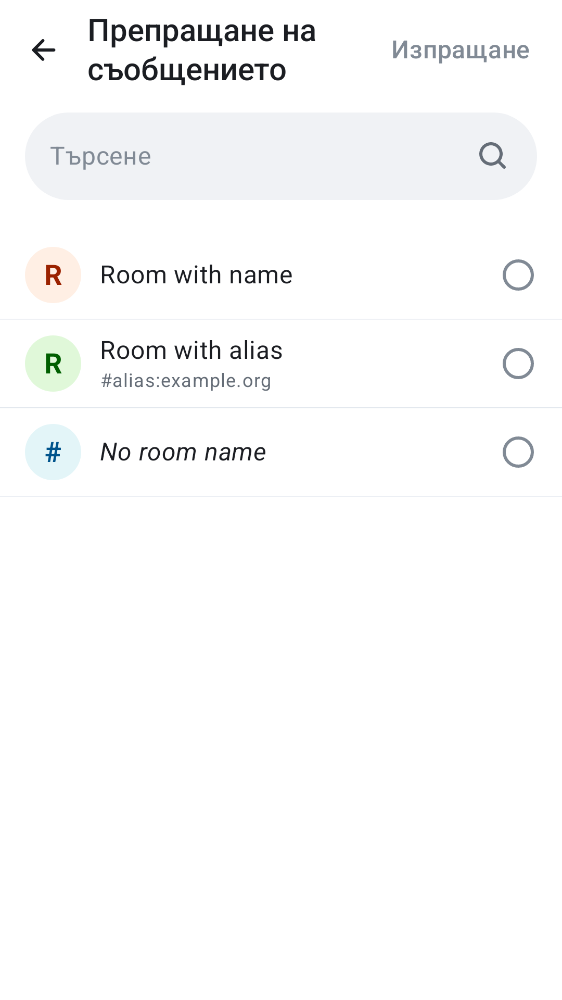 Препращане на
съобщението
Изпращане
Търсене
R
Room with name
R
Room with alias
#alias:example.org
#
No room name